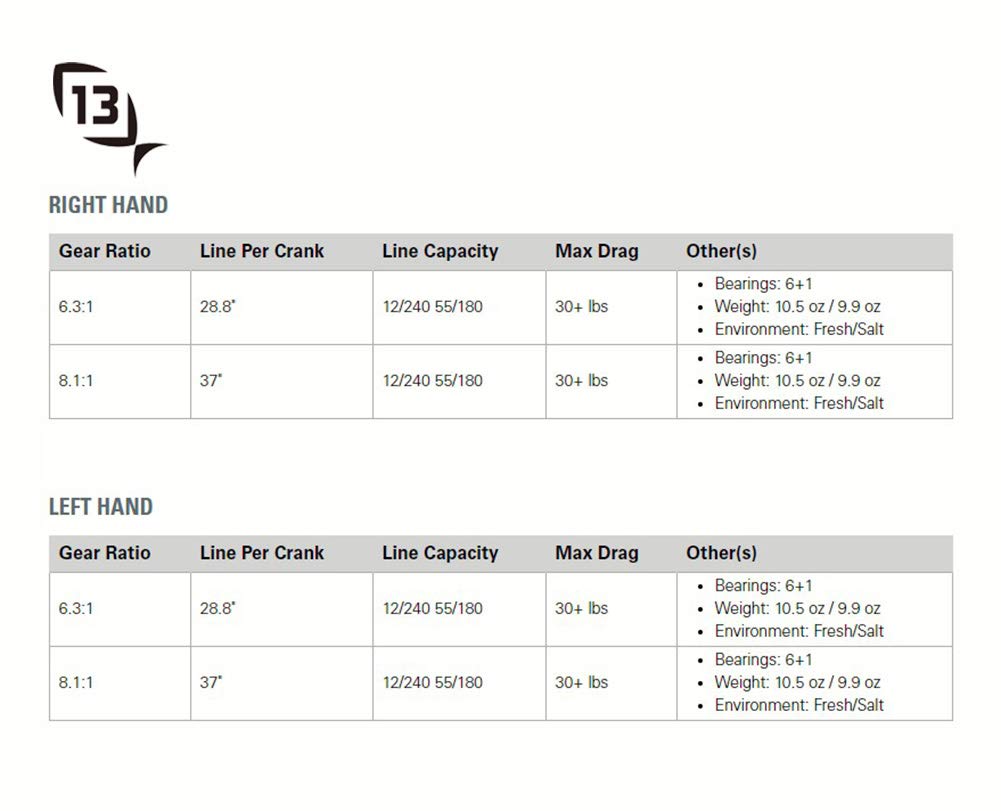 13
RIGHT HAND
Gear Ratio Line Per Crank Line Capacity Max Drag Other(s)
6.3:1 28.8" 12/240 55/180 30+ lbs
• Bearings: 6+1
• Weight: 10.5 oz / 9.9 oz
• Environment: Fresh/Salt
8.1:1 37" 12/240 55/180 30+ lbs
• Bearings: 6+1
• Weight: 10.5 oz / 9.9 oz
• Environment: Fresh/Salt
LEFT HAND
Gear Ratio Line Per Crank Line Capacity Max Drag Other(s)
6.3:1 28.8" 12/240 55/180 30+ lbs
• Bearings: 6+1
• Weight: 10.5 oz / 9.9 oz
• Environment: Fresh/Salt
8.1:1 37" 12/240 55/180 30+ lbs
• Bearings: 6+1
• Weight: 10.5 oz / 9.9 oz
• Environment: Fresh/Salt